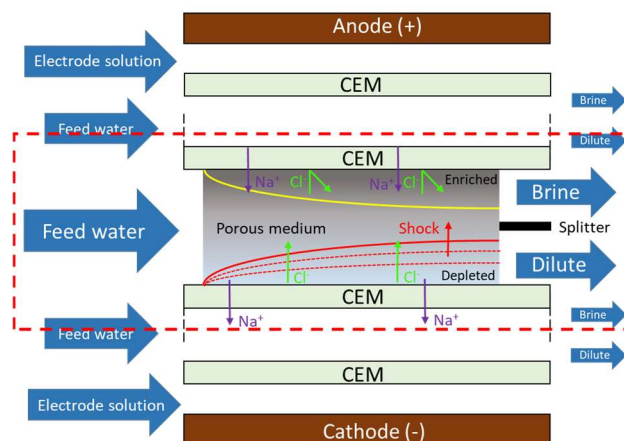 Anode (+)
Electrode solution
CEM
Brine
Feed water
Dilute
CEM
Na⁺
Cl⁻
Na⁺
Cl⁻
Enriched
Brine
Feed water
Porous medium
Shock
Splitter
Cl⁻
Cl⁻
Depleted
Dilute
CEM
Brine
Na⁺
Na⁺
Feed water
Dilute
CEM
Electrode solution
Cathode (-)